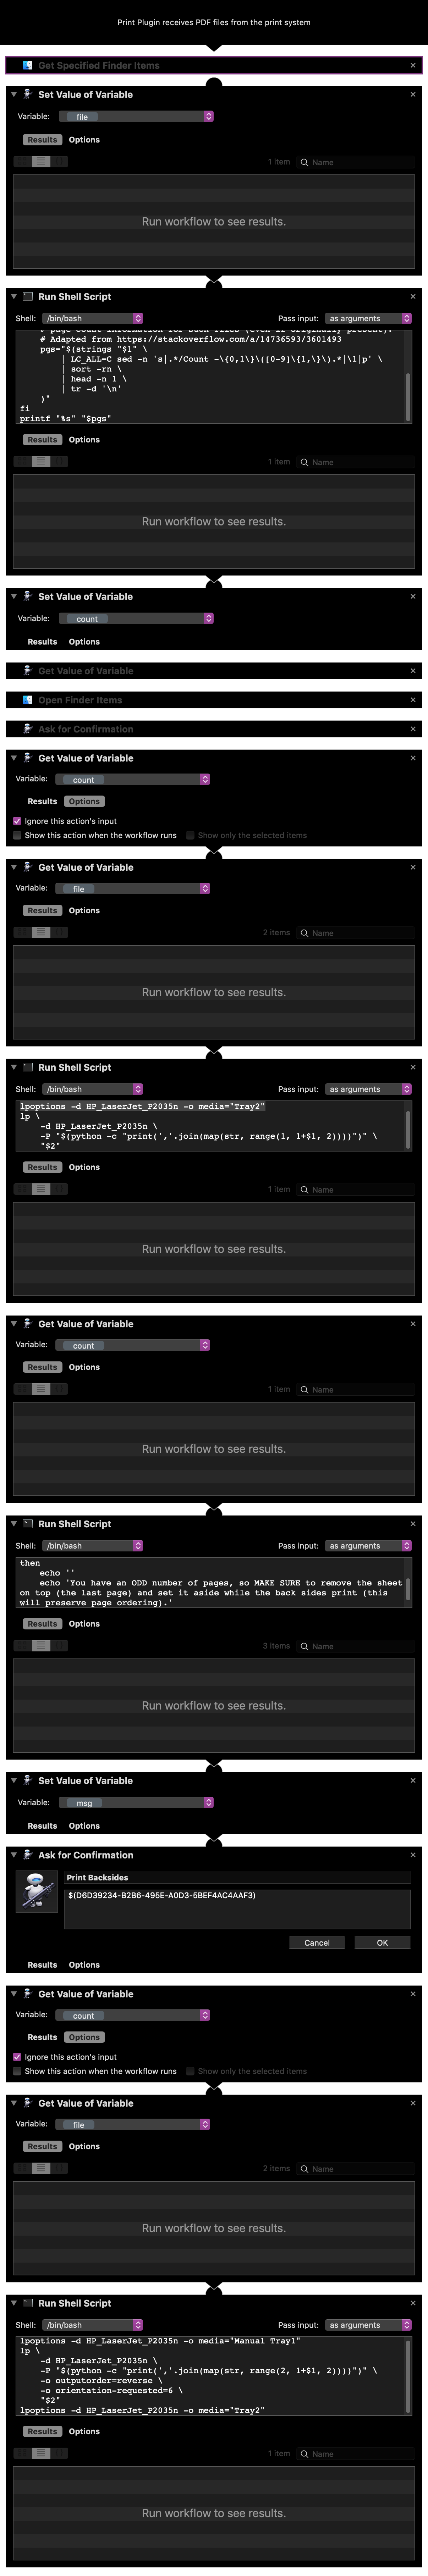 Print Plugin receives PDF files from the print system
Get Specified Finder Items
Set Value of Variable
Variable: file
Results Options
1 item Name
Run workflow to see results.
Run Shell Script
Shell: /bin/bash Pass input: as arguments
# Adapted from https://stackoverflow.com/a/14736593/3601493
pgs="$(strings "$1" \
| LC_ALL=C sed -n 's|.*/Count -\{0,1\}\([0-9]\{1,\}\).*|\1|p' \
| sort -rn \
| head -n 1 \
| tr -d '\n'
)"
fi
printf "%s" "$pgs"
Results Options
1 item Name
Run workflow to see results.
Set Value of Variable
Variable: count
Results Options
Get Value of Variable
Open Finder Items
Ask for Confirmation
Get Value of Variable
Variable: count
Results Options
Ignore this action's input
Show this action when the workflow runs Show only the selected items
Get Value of Variable
Variable: file
Results Options
2 items Name
Run workflow to see results.
Run Shell Script
Shell: /bin/bash Pass input: as arguments
lpoptions -d HP_LaserJet_P2035n -o media="Tray2"
lp \
-d HP_LaserJet_P2035n \
-P "$(python -c "print(','.join(map(str, range(1, 1+$1, 2))))")" \
"$2"
Results Options
1 item Name
Run workflow to see results.
Get Value of Variable
Variable: count
Results Options
1 item Name
Run workflow to see results.
Run Shell Script
Shell: /bin/bash Pass input: as arguments
then
echo ''
echo 'You have an ODD number of pages, so MAKE SURE to remove the sheet
on top (the last page) and set it aside while the back sides print (this
will preserve page ordering).'
Results Options
3 items Name
Run workflow to see results.
Set Value of Variable
Variable: msg
Results Options
Ask for Confirmation
Print Backsides
$(D6D39234-B2B6-495E-A0D3-5BEF4AC4AAF3)
Cancel OK
Results Options
Get Value of Variable
Variable: count
Results Options
Ignore this action's input
Show this action when the workflow runs Show only the selected items
Get Value of Variable
Variable: file
Results Options
2 items Name
Run workflow to see results.
Run Shell Script
Shell: /bin/bash Pass input: as arguments
lpoptions -d HP_LaserJet_P2035n -o media="Manual Tray1"
lp \
-d HP_LaserJet_P2035n \
-P "$(python -c "print(','.join(map(str, range(2, 1+$1, 2))))")" \
-o outputorder=reverse \
-o orientation-requested=6 \
"$2"
lpoptions -d HP_LaserJet_P2035n -o media="Tray2"
Results Options
1 item Name
Run workflow to see results.